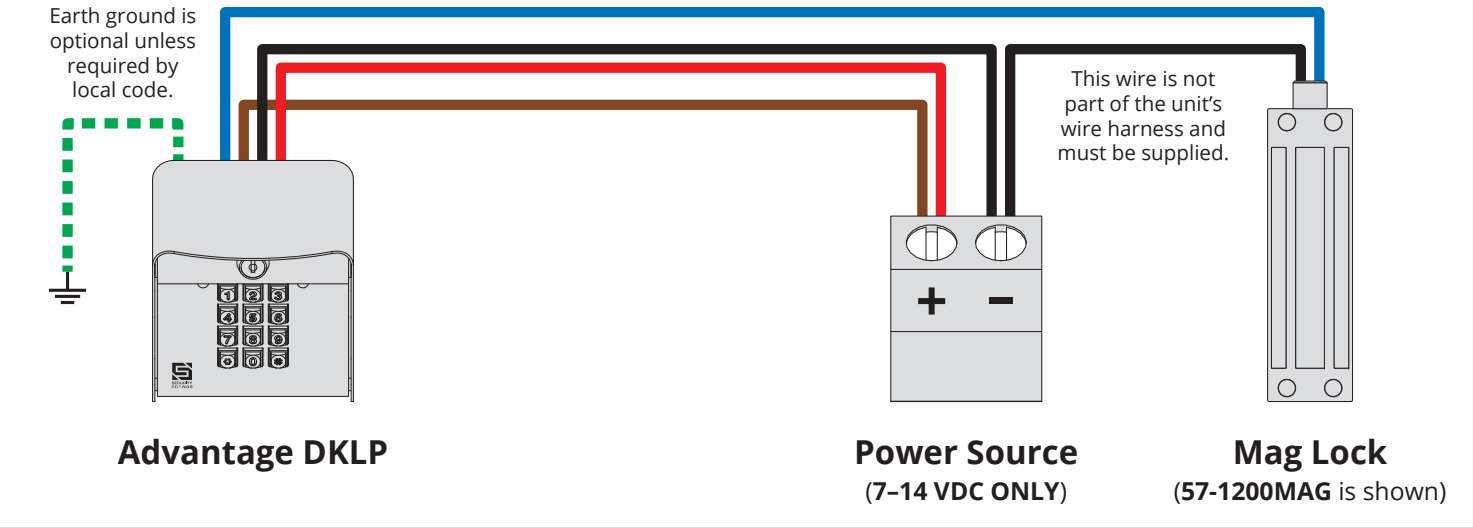 Earth ground is
optional unless
required by
local code.
This wire is not
part of the unit's
wire harness and
must be supplied.
1 2 3
4 5 6
7 8 9
0 #
+ −
SECURITY
BRANDS
Advantage DKLP
Power Source
(7–14 VDC ONLY)
Mag Lock
(57-1200MAG is shown)